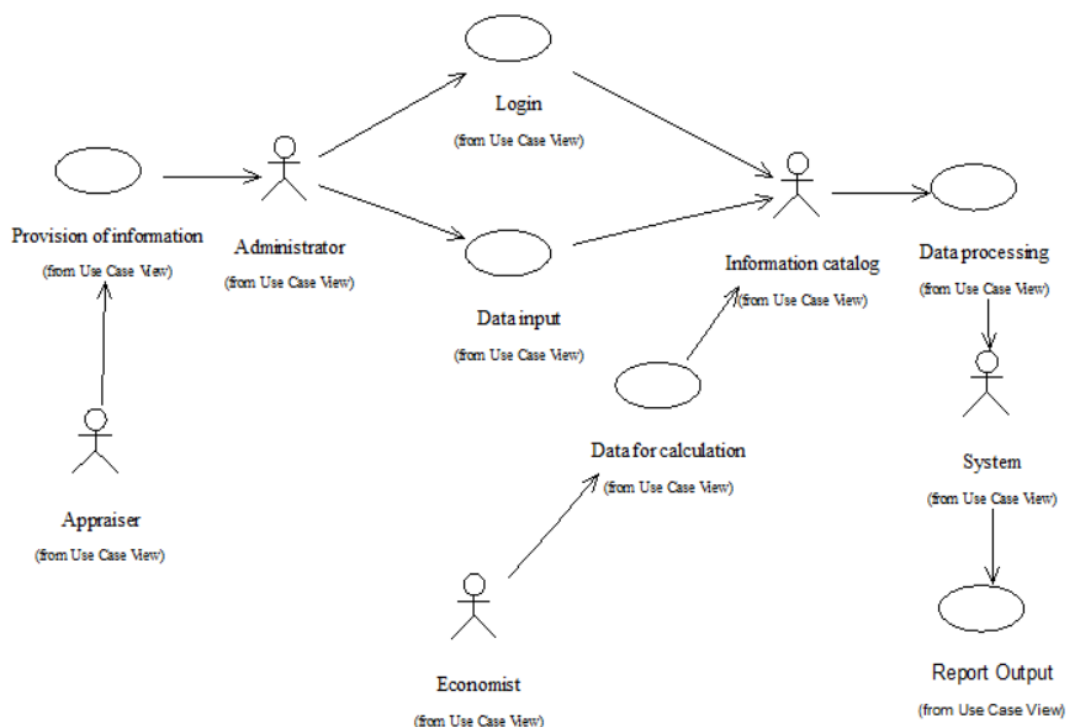 Login
(from Use Case View)
Provision of information
(from Use Case View)
Administrator
(from Use Case View)
Data input
(from Use Case View)
Information catalog
(from Use Case View)
Data processing
(from Use Case View)
Data for calculation
(from Use Case View)
System
(from Use Case View)
Appraiser
(from Use Case View)
Economist
(from Use Case View)
Report Output
(from Use Case View)